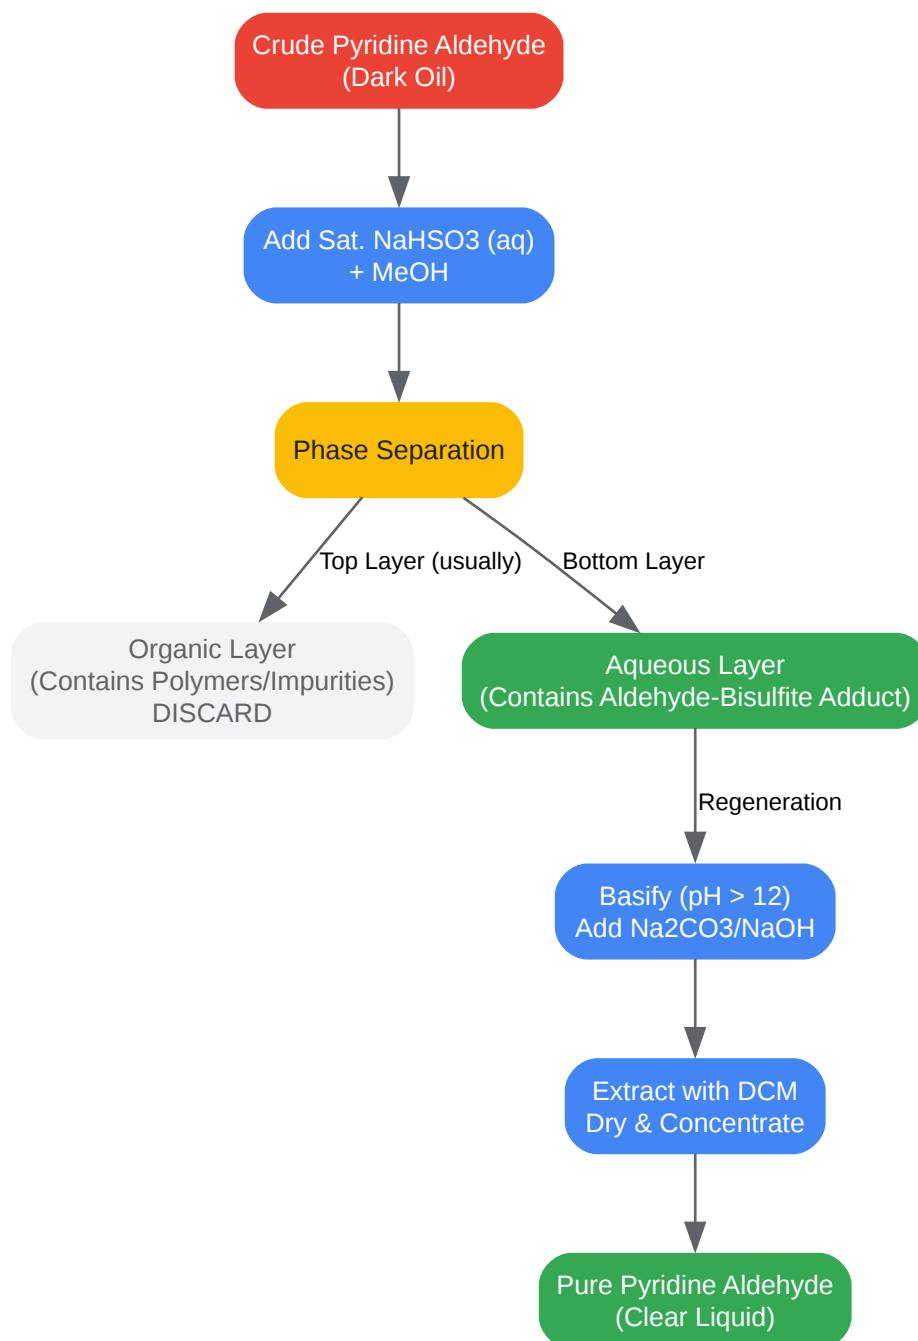 Crude Pyridine Aldehyde
(Dark Oil)
Add Sat. NaHSO3 (aq)
+ MeOH
Phase Separation
Top Layer (usually)
Bottom Layer
Organic Layer
(Contains Polymers/Impurities)
DISCARD
Aqueous Layer
(Contains Aldehyde-Bisulfite Adduct)
Regeneration
Basify (pH > 12)
Add Na2CO3/NaOH
Extract with DCM
Dry & Concentrate
Pure Pyridine Aldehyde
(Clear Liquid)